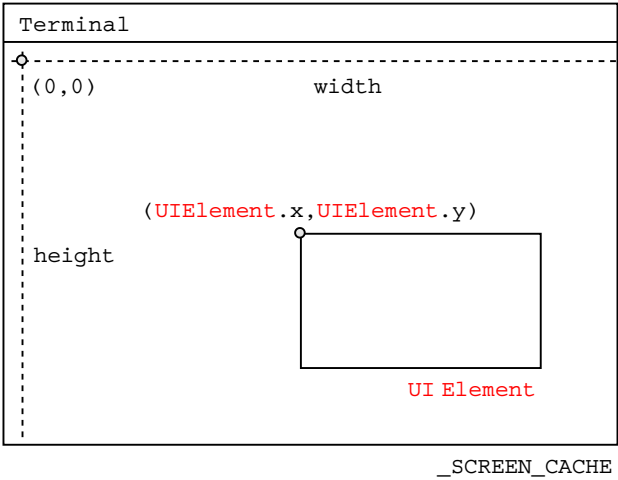 Terminal
(0,0) width
(UIElement.x,UIElement.y)
height
UI Element
_SCREEN_CACHE